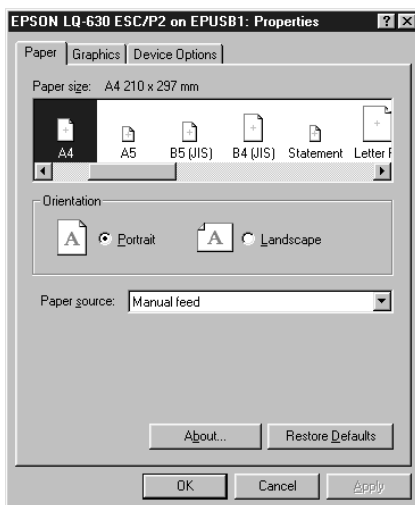 EPSON LQ-630 ESC/P2 on EPUSB1: Properties
Paper Graphics Device Options
Paper size: A4 210 x 297 mm
A4 A5 B5 (JIS) B4 (JIS) Statement Letter
Orientation
A Portrait A Landscape
Paper source: Manual feed
About... Restore Defaults
OK Cancel Apply